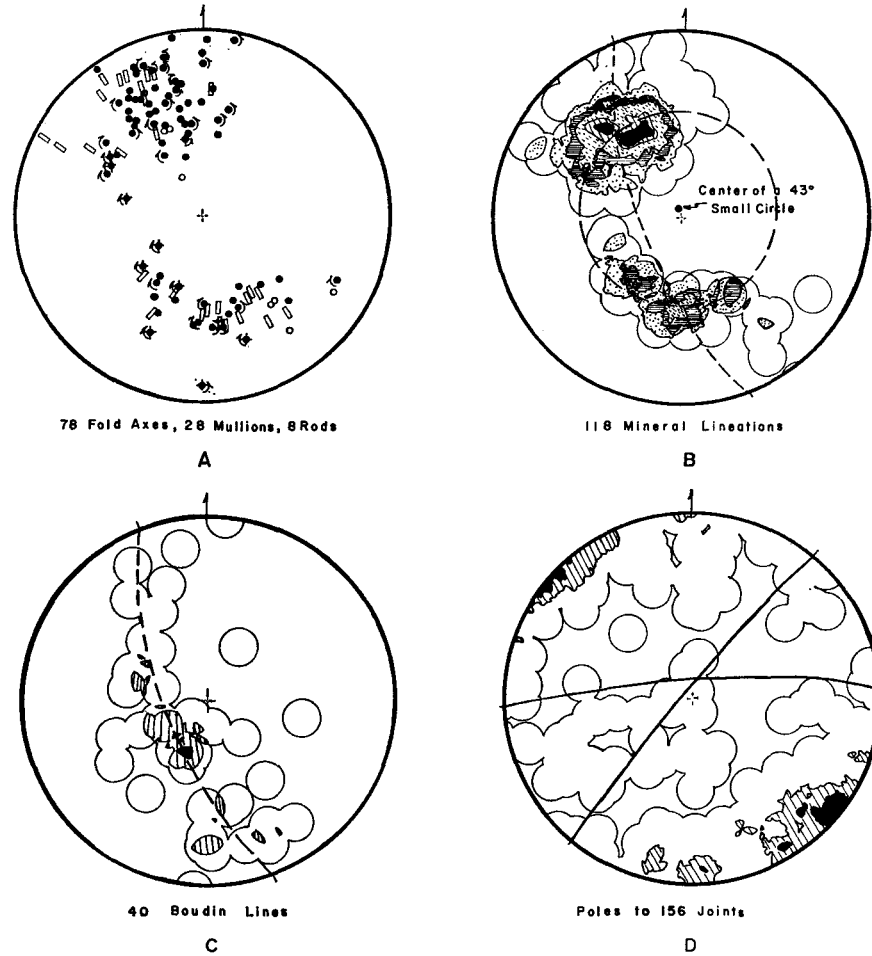 Center of a 43°
Small Circle
78 Fold Axes, 28 Mullions, 8 Rods
118 Mineral Lineations
A
B
40 Boudin Lines
Poles to 156 Joints
C
D